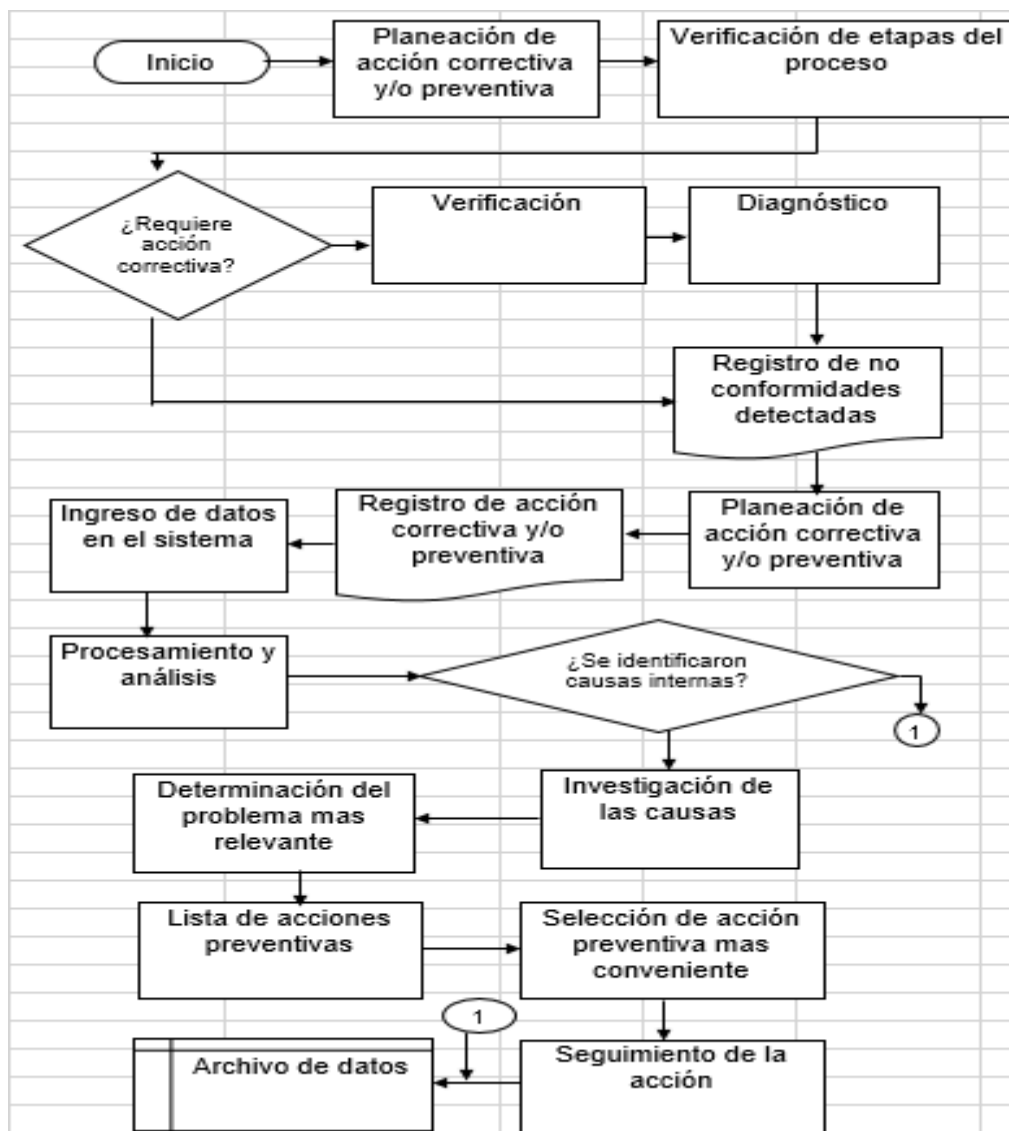 Inicio
Planeación de
acción correctiva
y/o preventiva
Verificación de etapas del
proceso
¿Requiere
acción
correctiva?
Verificación
Diagnóstico
Registro de no
conformidades
detectadas
Planeación de
acción correctiva
y/o preventiva
Registro de acción
correctiva y/o
preventiva
Ingreso de datos
en el sistema
Procesamiento y
análisis
¿Se identificaron
causas internas?
1
Investigación de
las causas
Determinación del
problema mas
relevante
Lista de acciones
preventivas
Selección de acción
preventiva mas
conveniente
1
Seguimiento de la
acción
Archivo de datos